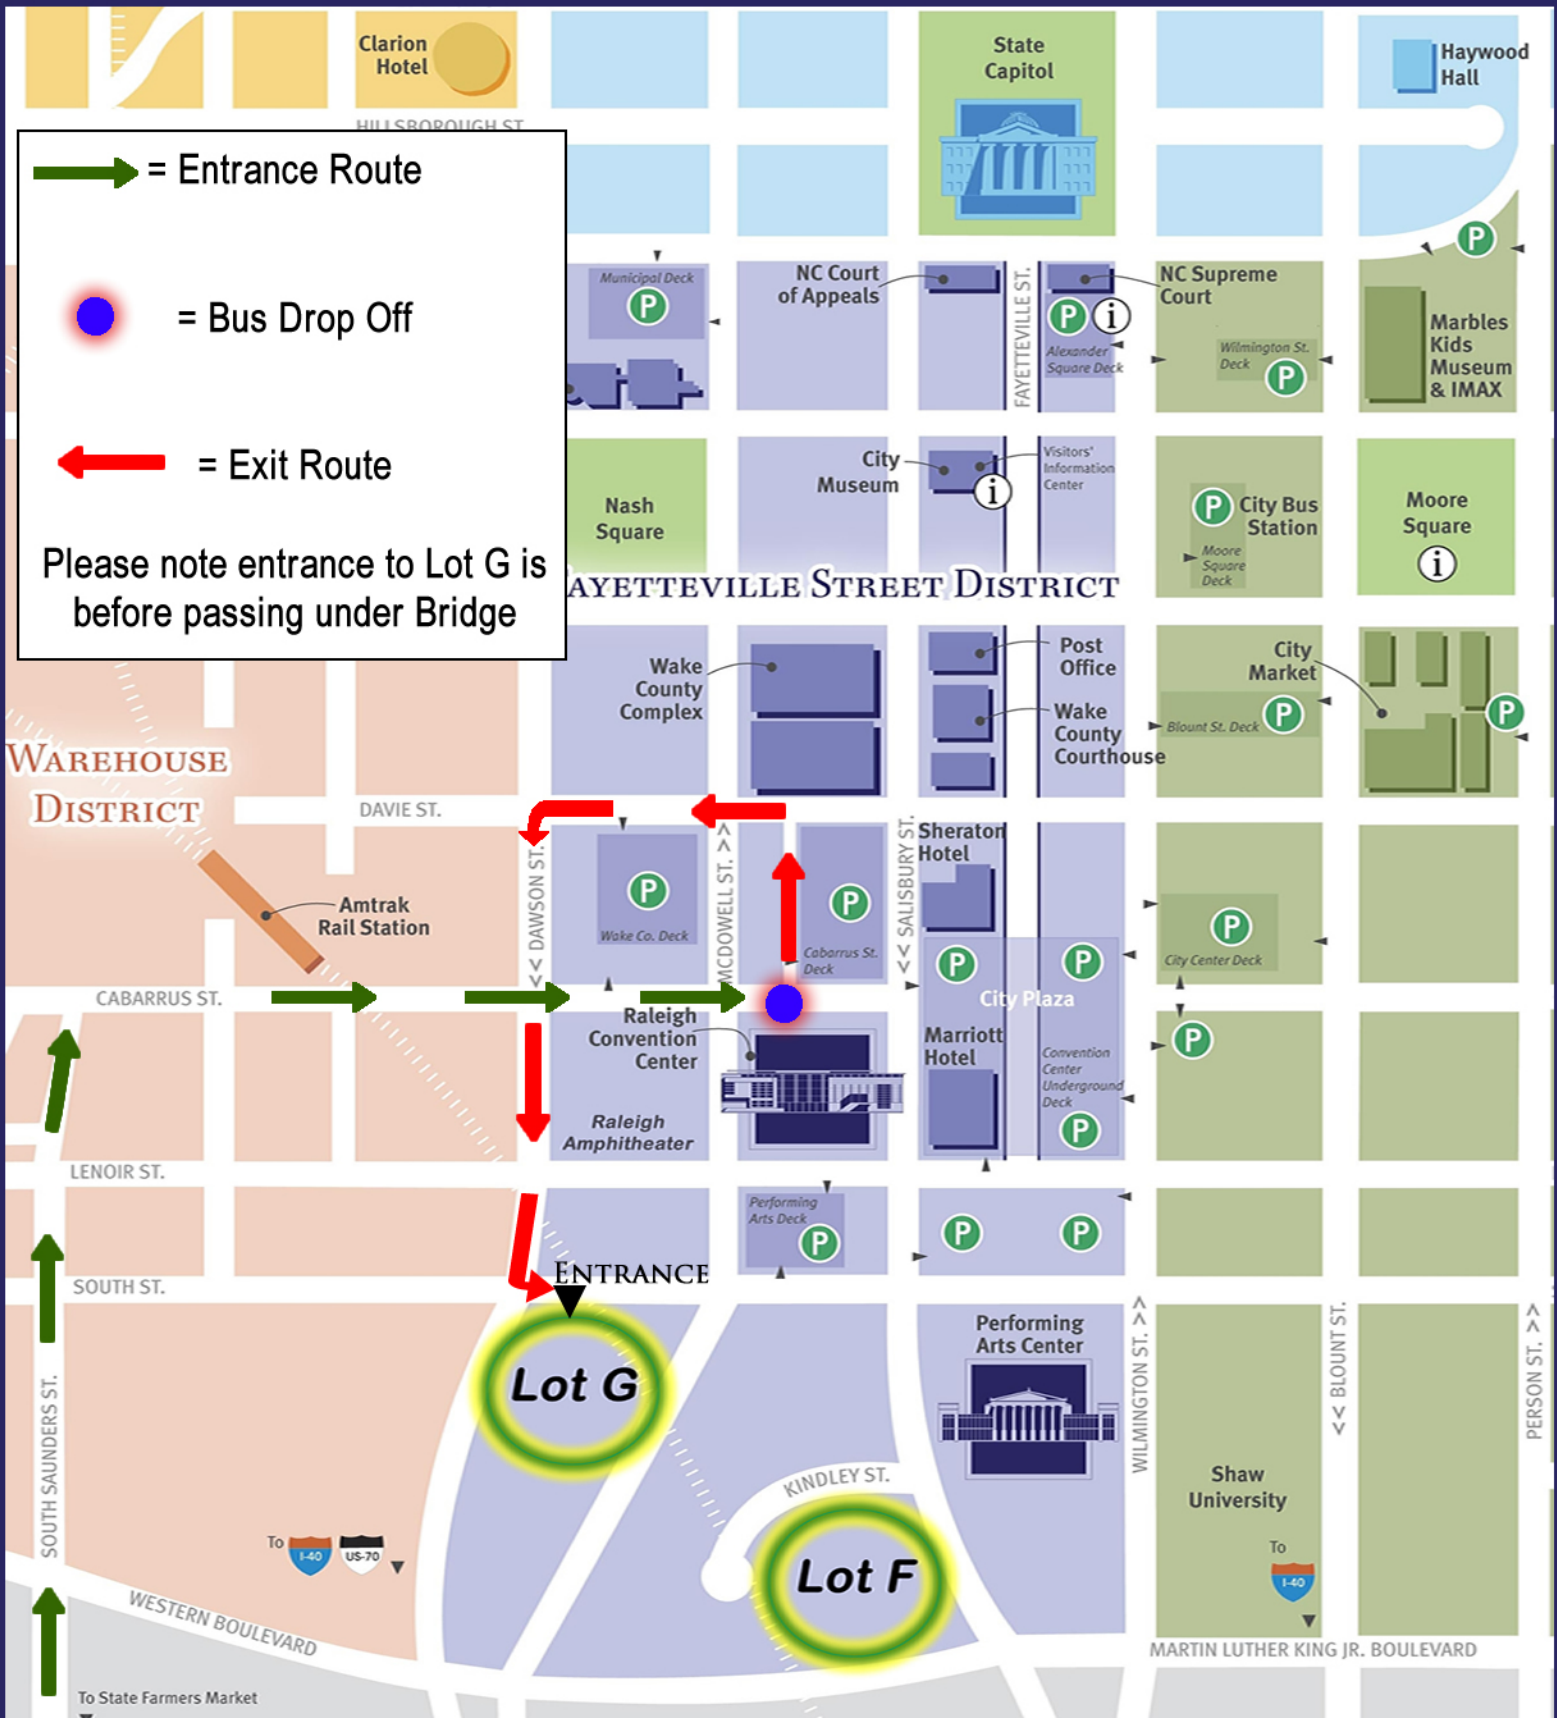 Clarion
Hotel
State
Capitol
Haywood
Hall
HILLSBOROUGH ST.
= Entrance Route
= Bus Drop Off
= Exit Route
Please note entrance to Lot G is
before passing under Bridge
Municipal Deck
P
NC Court
of Appeals
FAYETTEVILLE ST.
NC Supreme
Court
P
i
Alexander
Square Deck
Wilmington St.
Deck
P
P
Marbles
Kids
Museum
& IMAX
Nash
Square
City
Museum
i
Visitors'
Information
Center
P
City Bus
Station
Moore
Square
Deck
Moore
Square
i
AYETTEVILLE STREET DISTRICT
Wake
County
Complex
Post
Office
Wake
County
Courthouse
Blount St. Deck
P
City
Market
P
WAREHOUSE
DISTRICT
DAVIE ST.
Amtrak
Rail Station
<< DAWSON ST.
P
Wake Co. Deck
MCDOWELL ST. >>
P
Cabarrus St.
Deck
<< SALISBURY ST.
Sheraton
Hotel
P
P
City Plaza
P
City Center Deck
CABARRUS ST.
Raleigh
Convention
Center
Marriott
Hotel
Convention
Center
Underground
Deck
P
P
Raleigh
Amphitheater
LENOIR ST.
Performing
Arts Deck
P
P
P
SOUTH ST.
ENTRANCE
Lot G
Performing
Arts Center
WILMINGTON ST. >>
<< BLOUNT ST.
PERSON ST. >>
SOUTH SAUNDERS ST.
KINDLEY ST.
Lot F
Shaw
University
To
I-40
US-70
To
I-40
WESTERN BOULEVARD
MARTIN LUTHER KING JR. BOULEVARD
To State Farmers Market